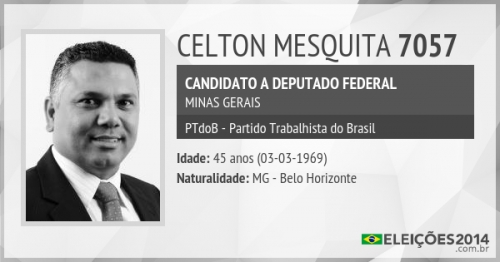 CELTON MESQUITA 7057
CANDIDATO A DEPUTADO FEDERAL
MINAS GERAIS
PTdoB - Partido Trabalhista do Brasil
Idade: 45 anos (03-03-1969)
Naturalidade: MG - Belo Horizonte
ELEIÇÕES2014
.com.br